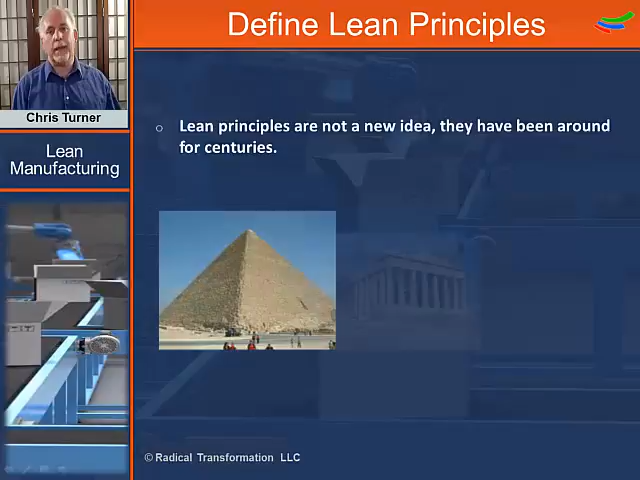 Define Lean Principles
Chris Turner
Lean
Manufacturing
○ Lean principles are not a new idea, they have been around
for centuries.
© Radical Transformation LLC